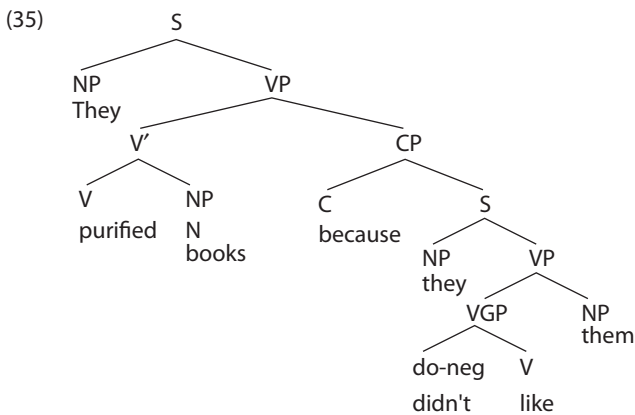 (35) S
NP VP
They
V′ CP
V NP C S
purified N because
books NP VP
they
VGP NP
them
do-neg V
didn't like